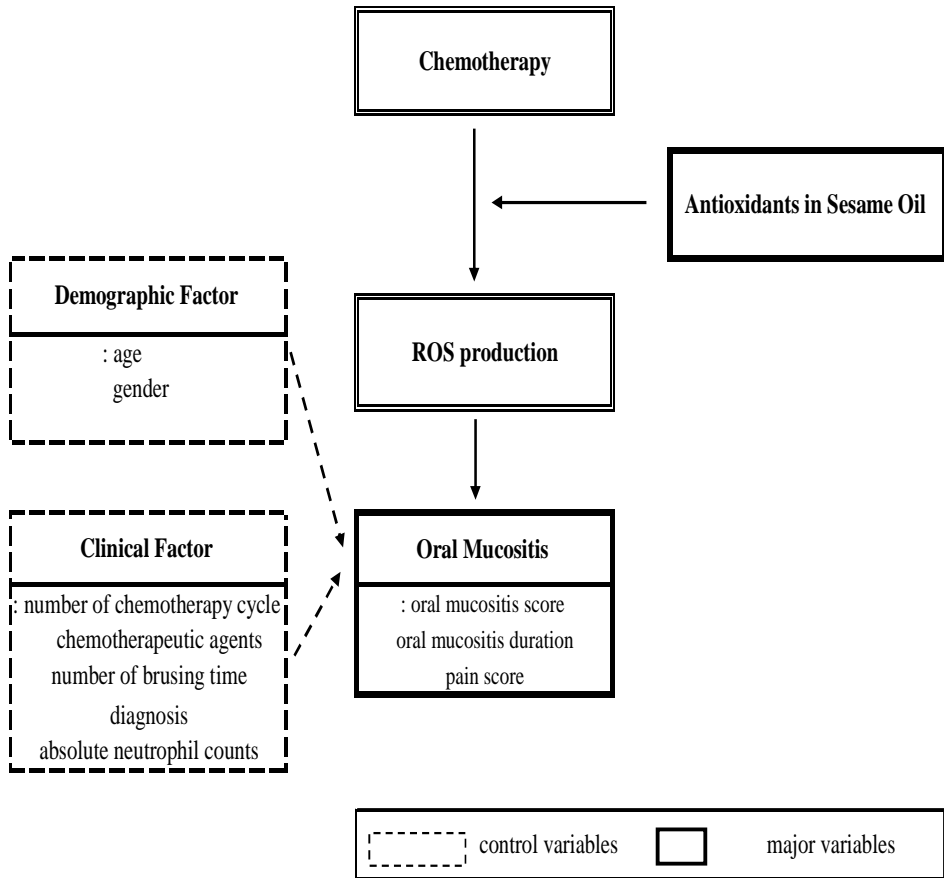 Chemotherapy
Antioxidants in Sesame Oil
Demographic Factor
: age
gender
ROS production
Clinical Factor
: number of chemotherapy cycle
chemotherapeutic agents
number of brusing time
diagnosis
absolute neutrophil counts
Oral Mucositis
: oral mucositis score
oral mucositis duration
pain score
control variables
major variables